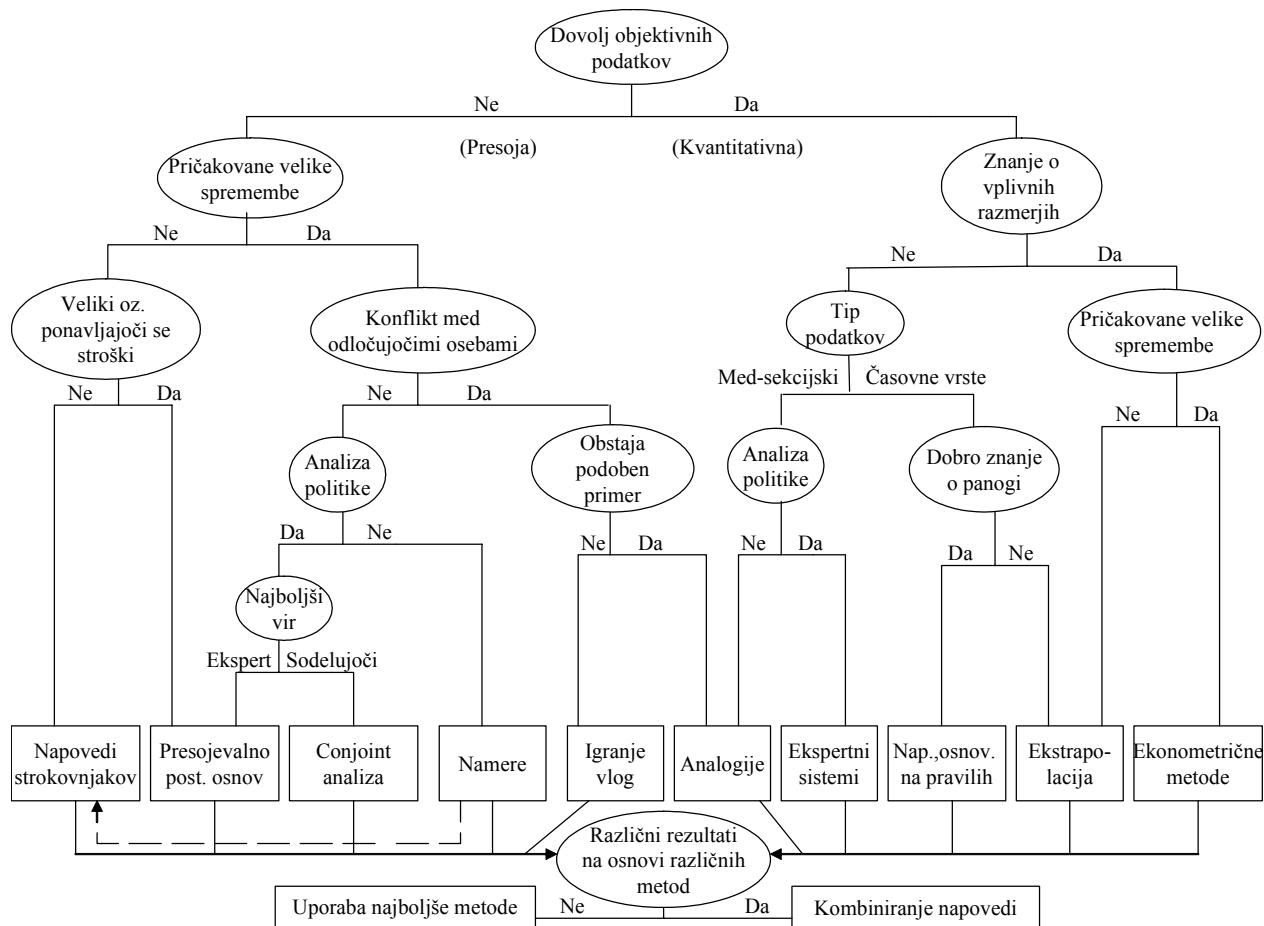 Dovolj objektivnih
podatkov
Ne
Da
(Presoja)
(Kvantitativna)
Pričakovane velike
spremembe
Znanje o
vplivnih
razmerjih
Ne
Da
Ne
Da
Veliki oz.
ponavljajoči se
stroški
Konflikt med
odločujočimi osebami
Tip
podatkov
Pričakovane velike
spremembe
Ne
Da
Ne
Da
Med-sekcijski
Časovne vrste
Ne
Da
Analiza
politike
Obstaja
podoben
primer
Analiza
politike
Dobro znanje
o panogi
Da
Ne
Ne
Da
Ne
Da
Da
Ne
Najboljši
vir
Ekspert
Sodelujoči
Napovedi
strokovnjakov
Presojevalno
post. osnov
Conjoint
analiza
Namere
Igranje
vlog
Analogije
Ekspertni
sistemi
Nap.,osnov.
na pravilih
Ekstrapo-
lacija
Ekonometrične
metode
Različni rezultati
na osnovi različnih
metod
Uporaba najboljše metode
Ne
Da
Kombiniranje napovedi